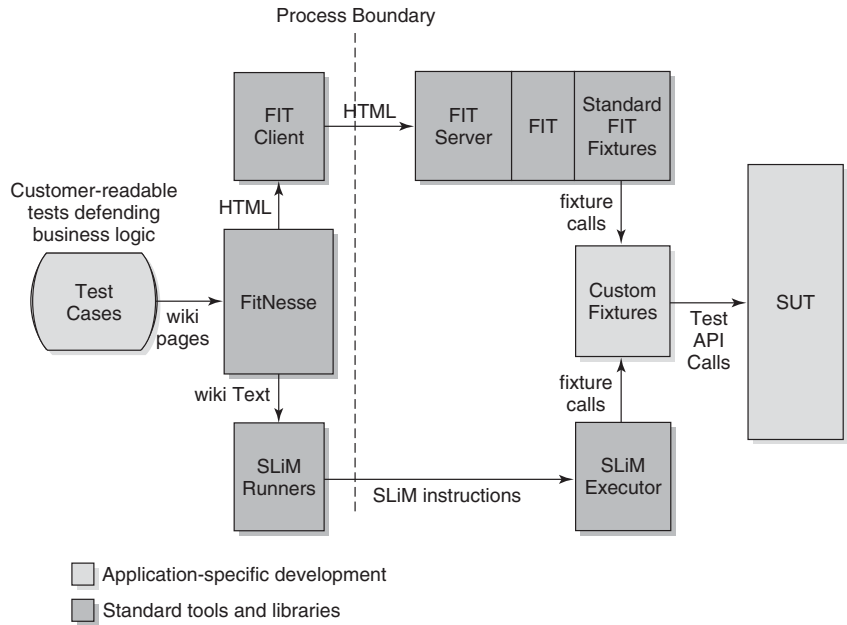 Process Boundary
FIT
Client
HTML
FIT
Server
FIT
Standard
FIT
Fixtures
Customer-readable
tests defending
business logic
HTML
fixture
calls
Test
Cases
wiki
pages
FitNesse
Custom
Fixtures
Test
API
Calls
SUT
wiki Text
fixture
calls
SLiM
Runners
SLiM instructions
SLiM
Executor
Application-specific development
Standard tools and libraries